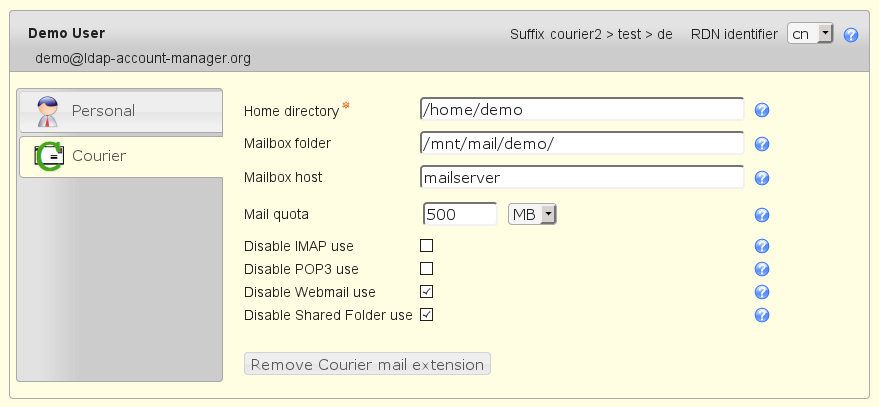 Demo User
Suffix courier2 > test > de RDN identifier cn
demo@ldap-account-manager.org
Personal
Courier
Home directory* /home/demo
Mailbox folder /mnt/mail/demo/
Mailbox host mailserver
Mail quota 500 MB
Disable IMAP use
Disable POP3 use
Disable Webmail use
Disable Shared Folder use
Remove Courier mail extension